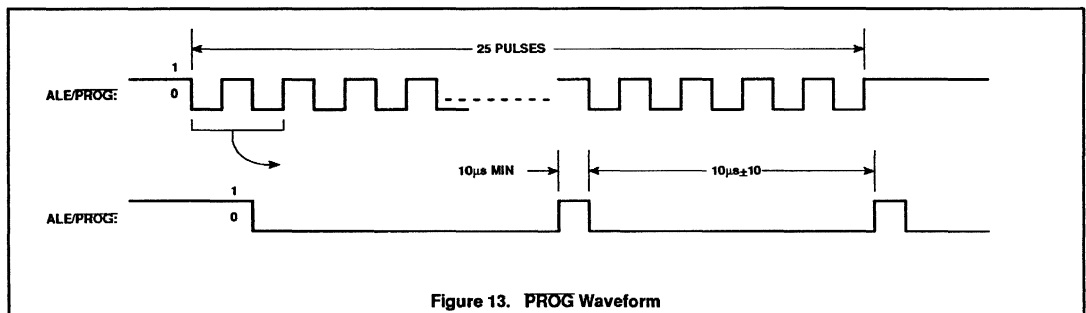 25 PULSES
1
ALE/PROG:
0
10µs MIN
10µs±10
1
ALE/PROG:
0
Figure 13. PROG Waveform